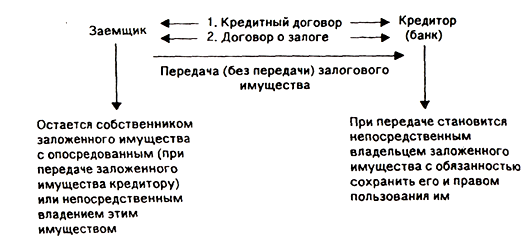 Заемщик
1. Кредитный договор
2. Договор о залоге
Кредитор
(банк)
Передача (без передачи) залогового
имущества
Остается собственником
заложенного имущества
с опосредованным (при
передаче заложенного
имущества кредитору)
или непосредственным
владением этим
имуществом
При передаче становится
непосредственным
владельцем заложенного
имущества с обязанностью
сохранить его и правом
пользования им